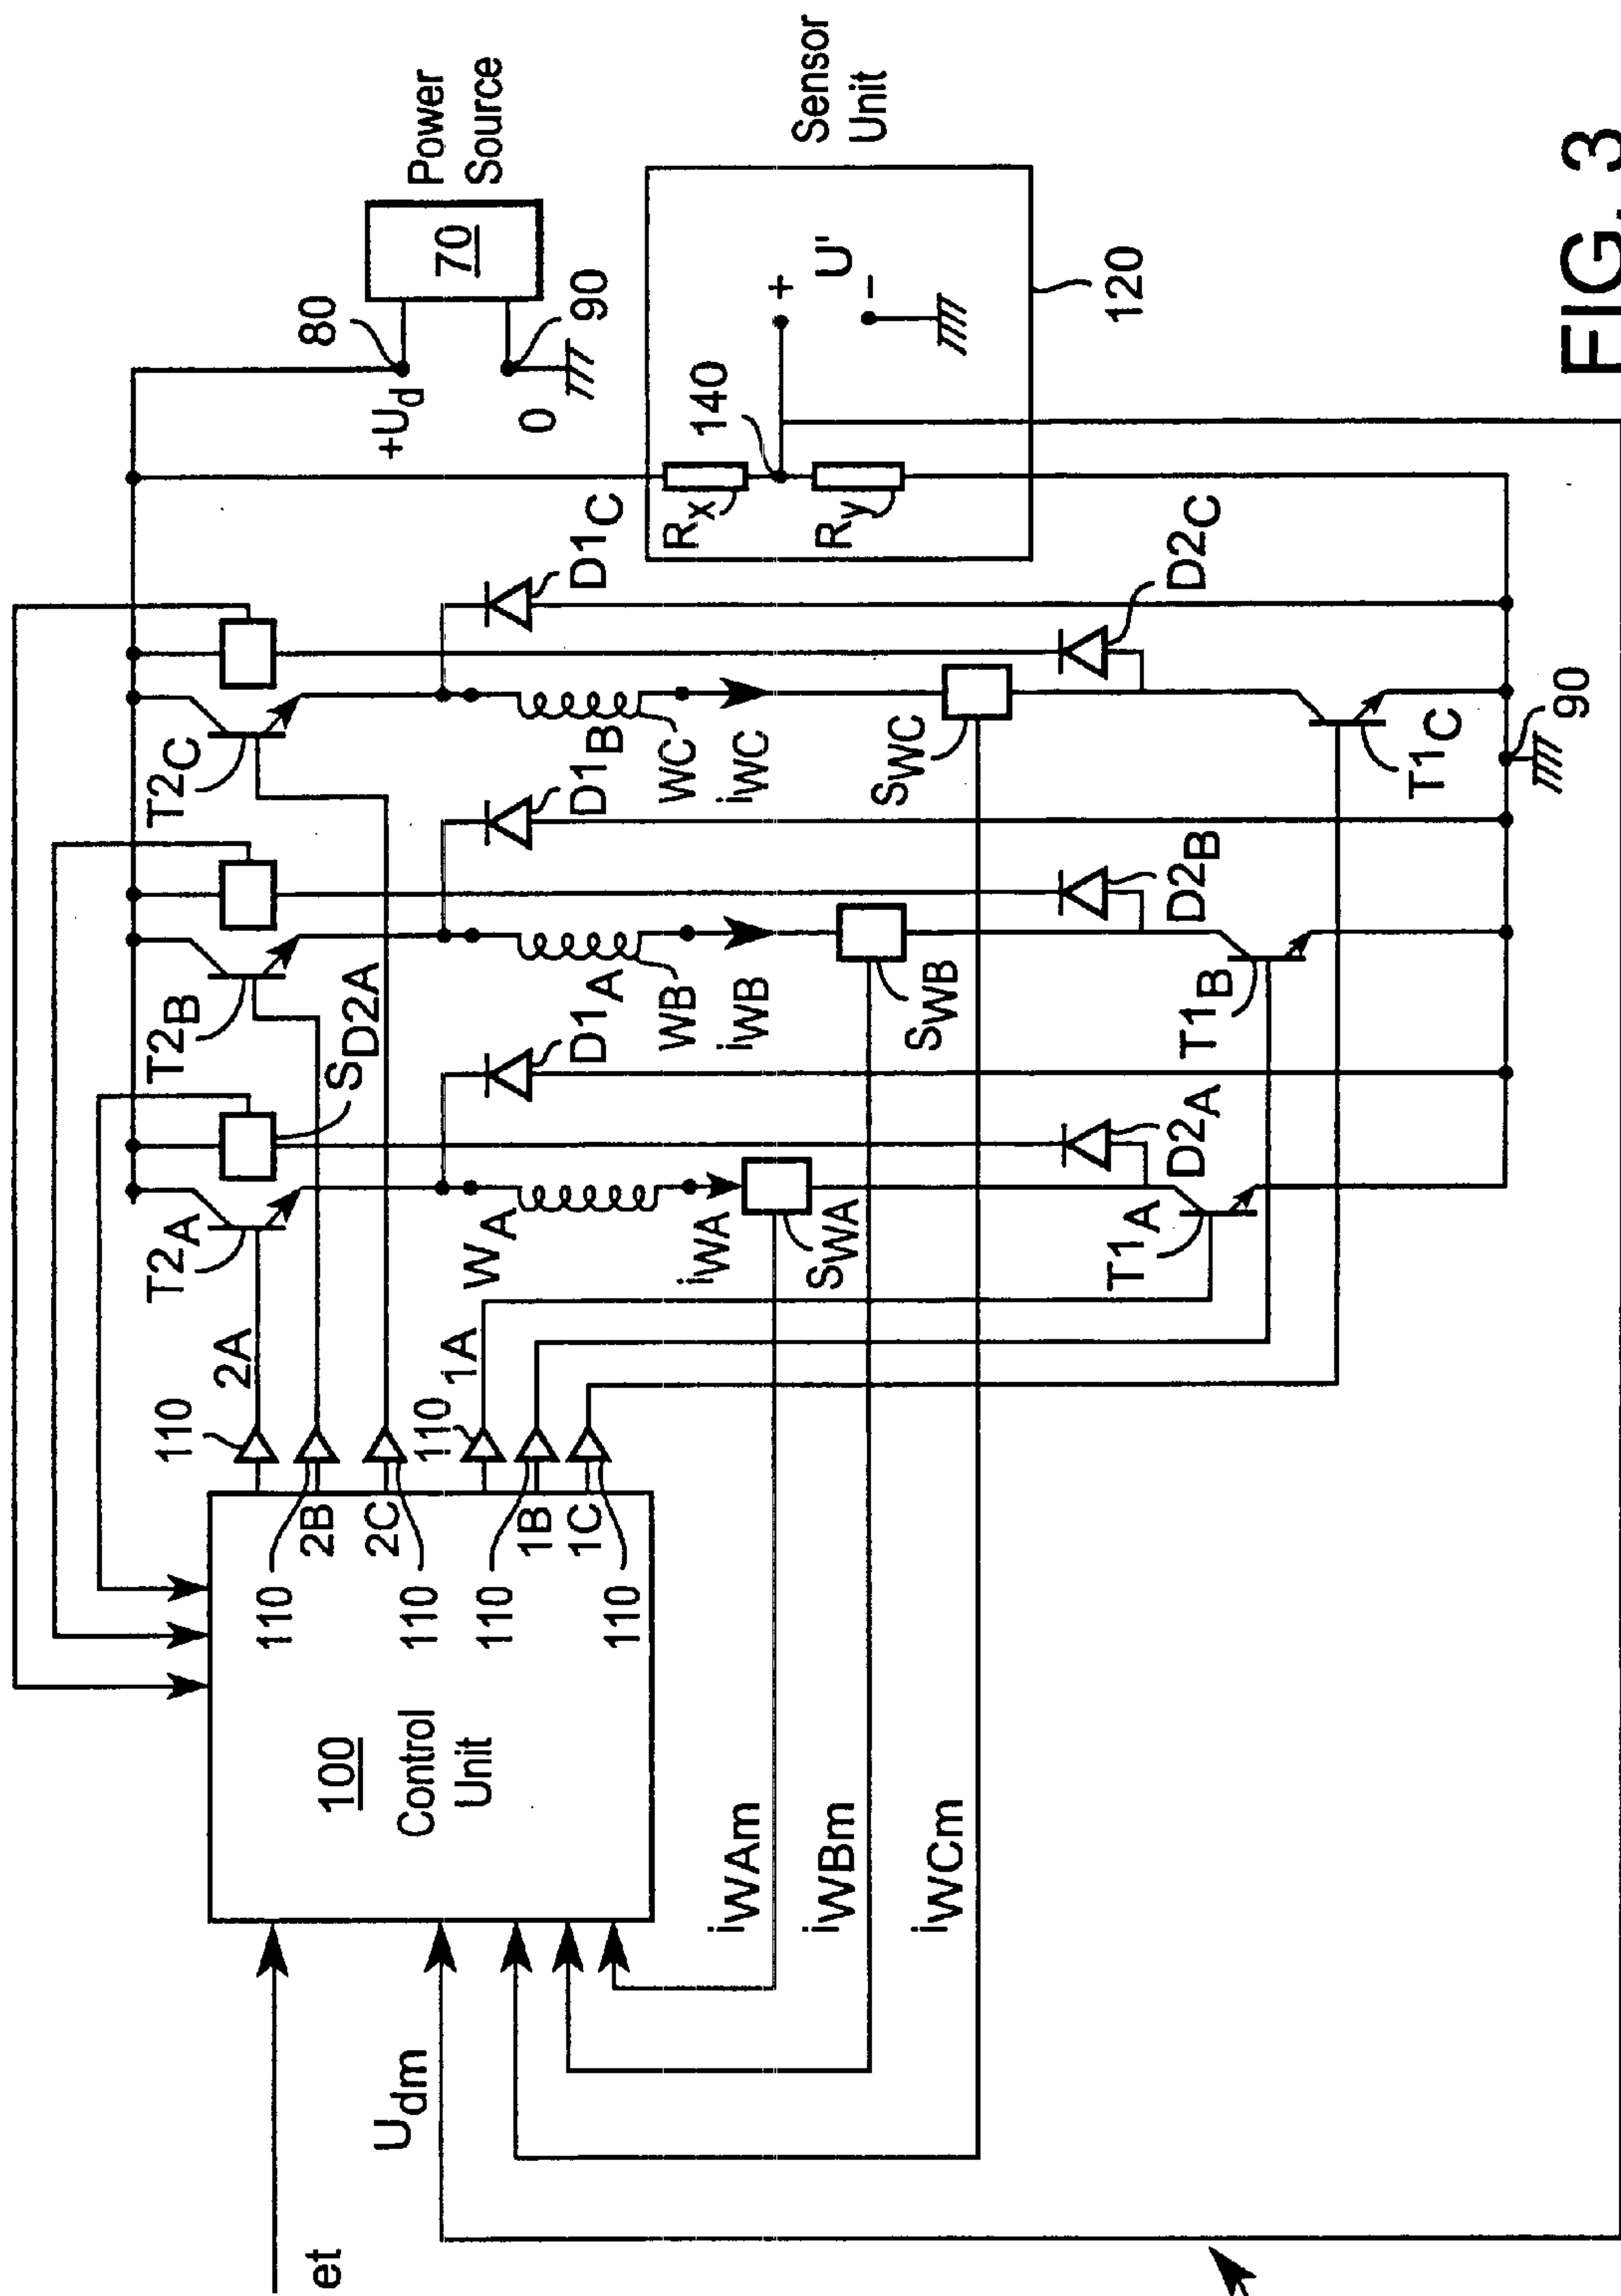 Power
Source
70
80
90
+Ud
0
Sensor
Unit
120
+
U'
−
140
Rx
Ry
D1C
D2C
T2C
WC
iWC
SWC
T1C
90
D1B
D2B
T2B
WB
iWB
SWB
T1B
SD2A
D1A
D2A
T2A
WA
iWA
SWA
T1A
2A
1A
110
110
2B
2C
1B
1C
110
110
110
110
100
Control
Unit
iWAm
iWBm
iWCm
Udm
et
FIG. 3